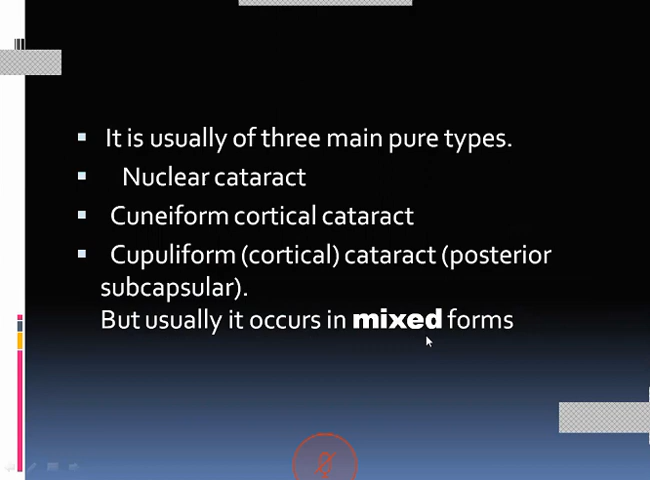 It is usually of three main pure types.
Nuclear cataract
Cuneiform cortical cataract
Cupuliform (cortical) cataract (posterior
subcapsular).
But usually it occurs in mixed forms